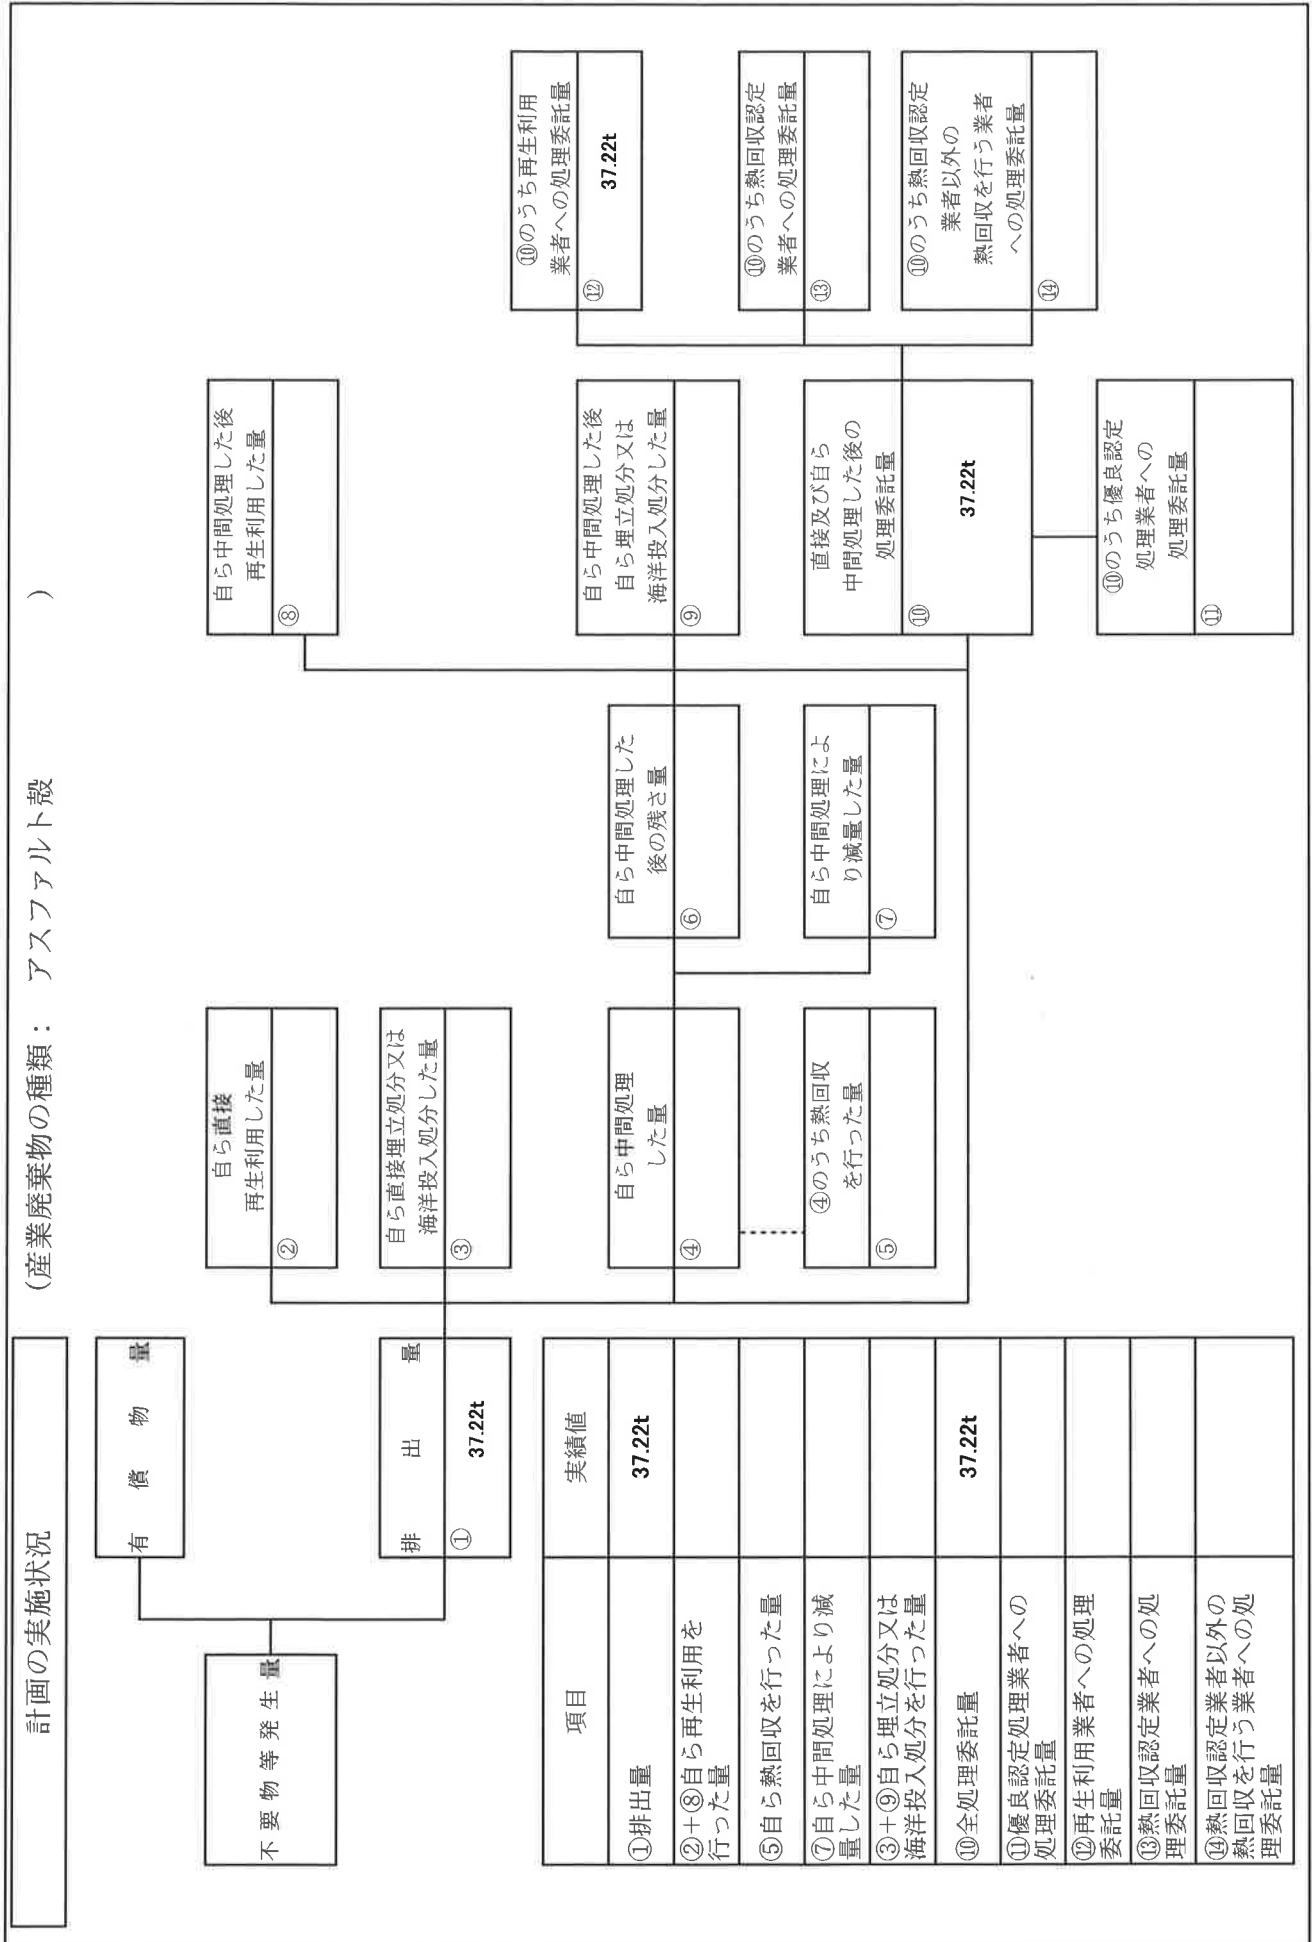 計画の実施状況
(産業廃棄物の種類： アスファルト殻 )
不要物等発生量
有償物量
排出量
①
37.22t
自ら直接
再生利用した量
②
自ら直接埋立処分又は
海洋投入処分した量
③
自ら中間処理
した量
④
④のうち熱回収
を行った量
⑤
自ら中間処理した
後の残さ量
⑥
自ら中間処理によ
り減量した量
⑦
自ら中間処理した後
再生利用した量
⑧
自ら中間処理した後
自ら埋立処分又は
海洋投入処分した量
⑨
直接及び自ら
中間処理した後の
処理委託量
⑩
37.22t
⑩のうち優良認定
処理業者への
処理委託量
⑪
⑩のうち再生利用
業者への処理委託量
⑫
37.22t
⑩のうち熱回収認定
業者への処理委託量
⑬
⑩のうち熱回収認定
業者以外の
熱回収を行う業者
への処理委託量
⑭
項目 実績値
①排出量 37.22t
②＋⑧自ら再生利用を
行った量
⑤自ら熱回収を行った量
⑦自ら中間処理により減
量した量
③＋⑨自ら埋立処分又は
海洋投入処分を行った量
⑩全処理委託量 37.22t
⑪優良認定処理業者への
処理委託量
⑫再生利用業者への処理
委託量
⑬熱回収認定業者への処
理委託量
⑭熱回収認定業者以外の
熱回収を行う業者への処
理委託量